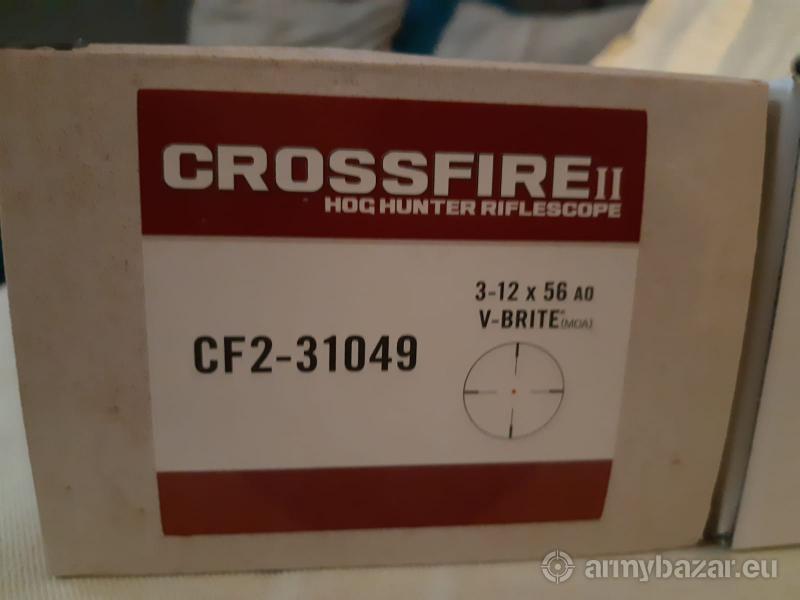 CROSSFIRE II
HOG HUNTER RIFLESCOPE
3-12 x 56 AO
V-BRITE® (MOA)
CF2-31049
armybazar.eu